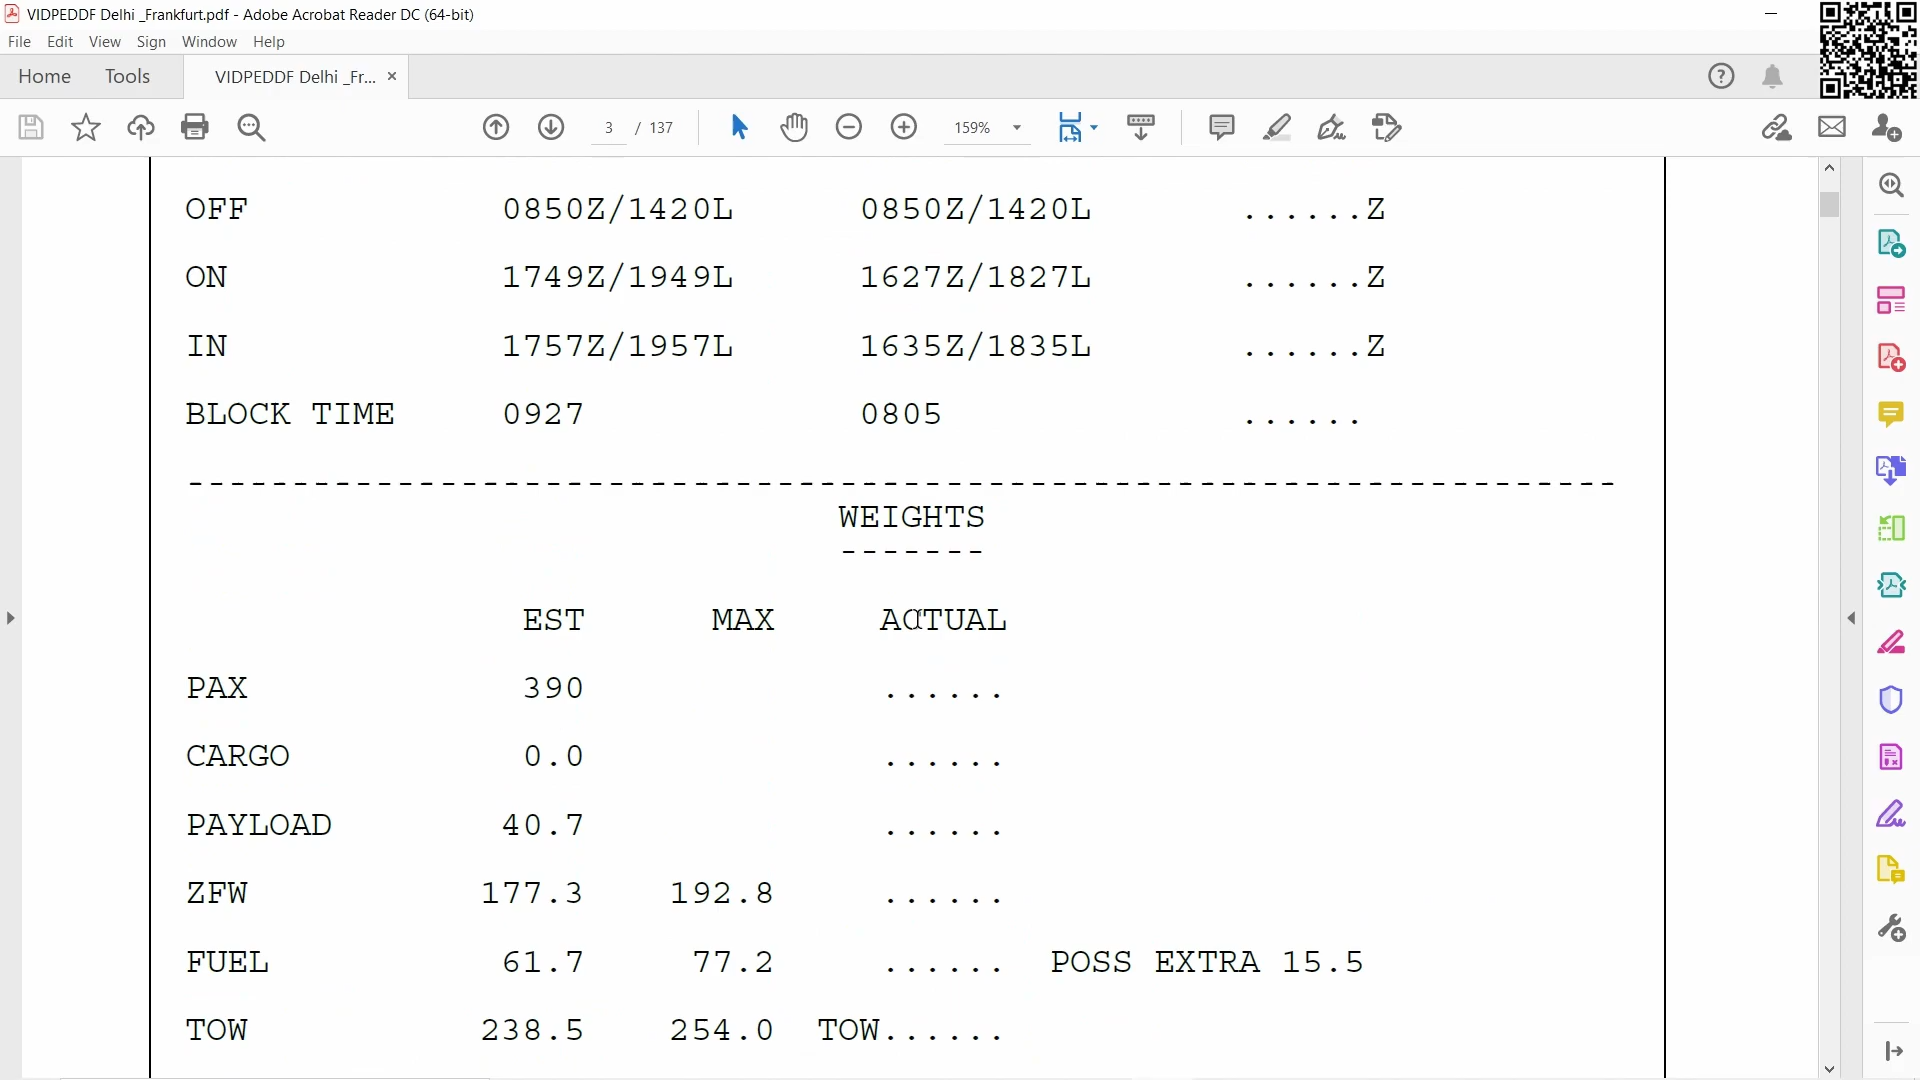 VIDPEDDF Delhi _Frankfurt.pdf - Adobe Acrobat Reader DC (64-bit)
File Edit View Sign Window Help
Home Tools VIDPEDDF Delhi _Fr... ×
3 / 137 159%
OFF 0850Z/1420L 0850Z/1420L ......Z
ON 1749Z/1949L 1627Z/1827L ......Z
IN 1757Z/1957L 1635Z/1835L ......Z
BLOCK TIME 0927 0805 ......
--------------------------------------------------------------------
WEIGHTS
-------
EST MAX ACTUAL
PAX 390 ......
CARGO 0.0 ......
PAYLOAD 40.7 ......
ZFW 177.3 192.8 ......
FUEL 61.7 77.2 ...... POSS EXTRA 15.5
TOW 238.5 254.0 TOW......